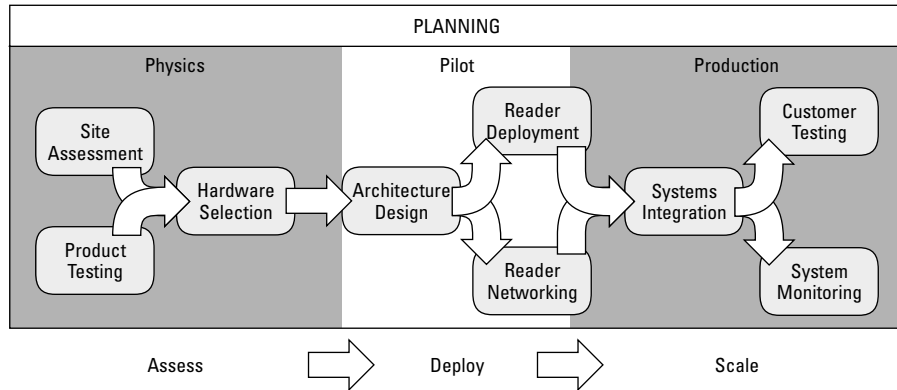 PLANNING
Physics
Pilot
Production
Site
Assessment
Product
Testing
Hardware
Selection
Architecture
Design
Reader
Deployment
Reader
Networking
Systems
Integration
Customer
Testing
System
Monitoring
Assess
Deploy
Scale